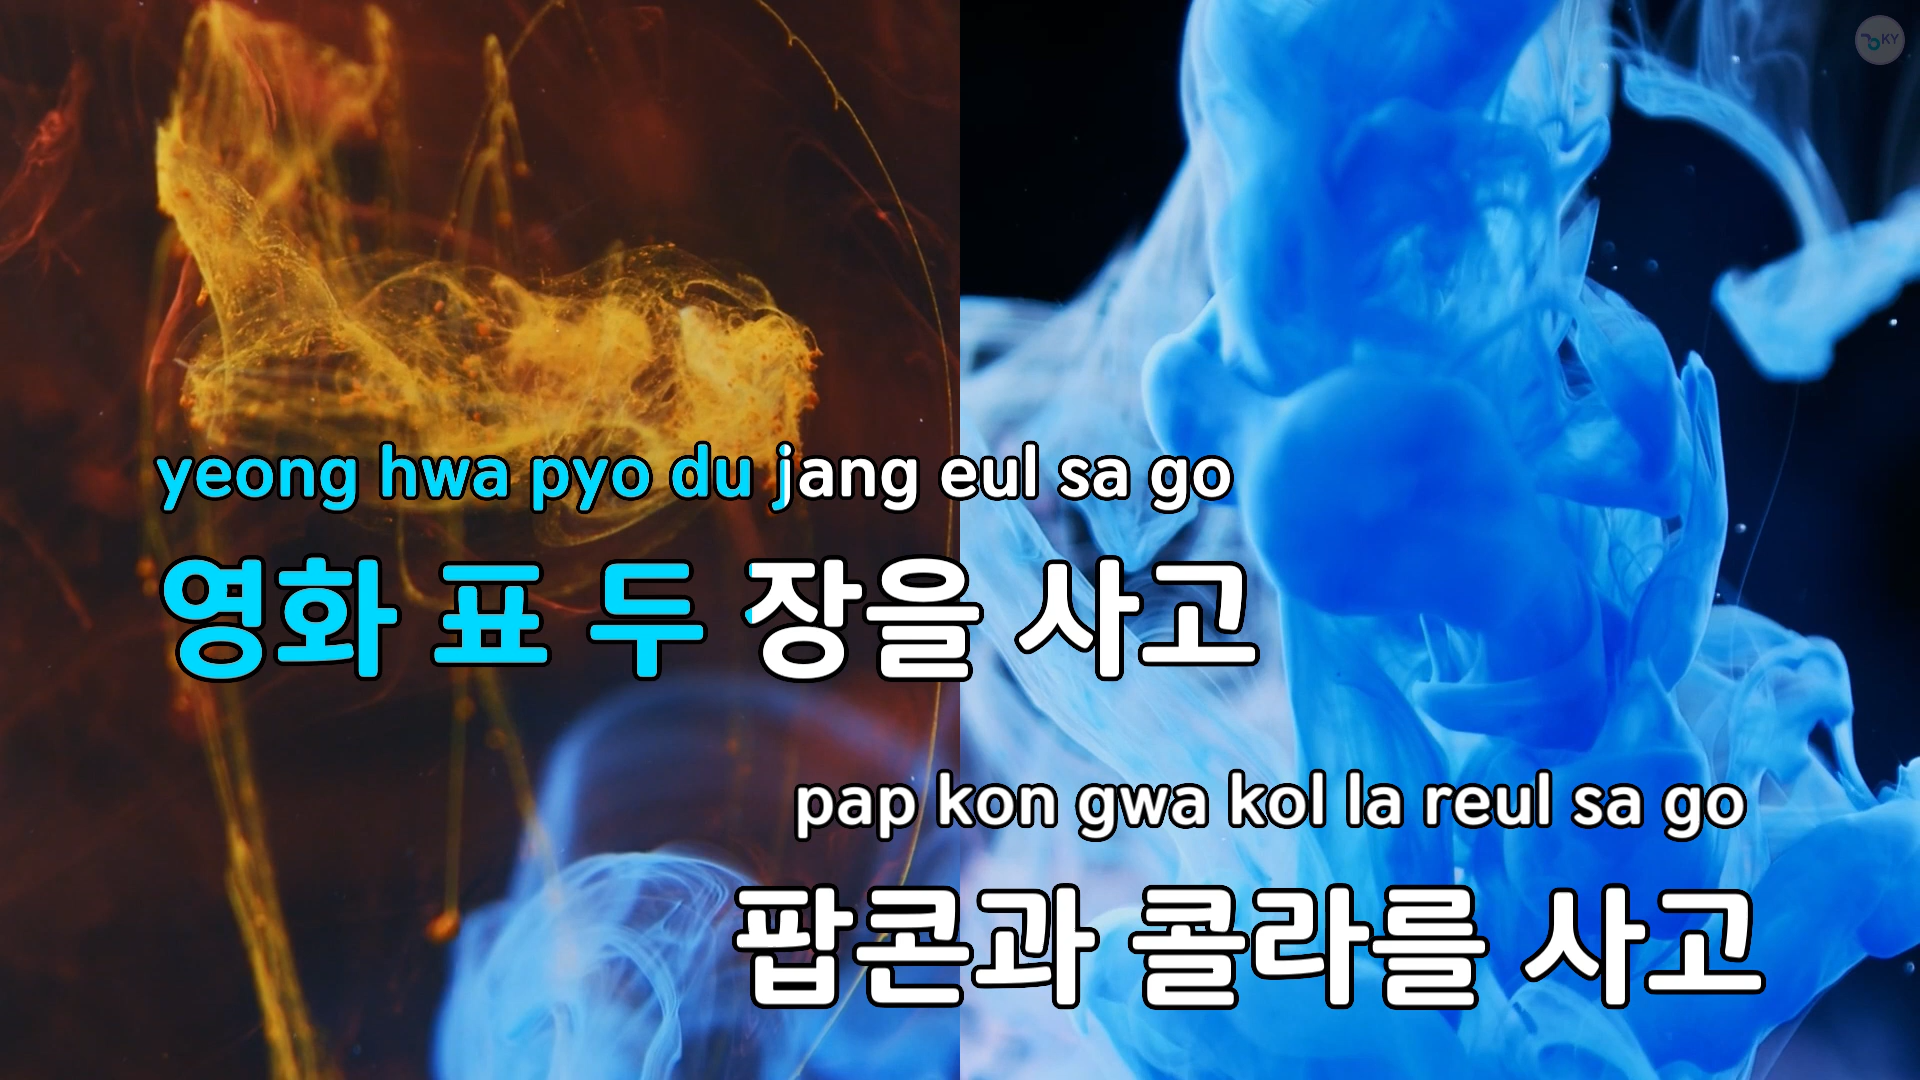 KY
yeong hwa pyo du jang eul sa go
영화 표 두 장을 사고
pap kon gwa kol la reul sa go
팝콘과 콜라를 사고